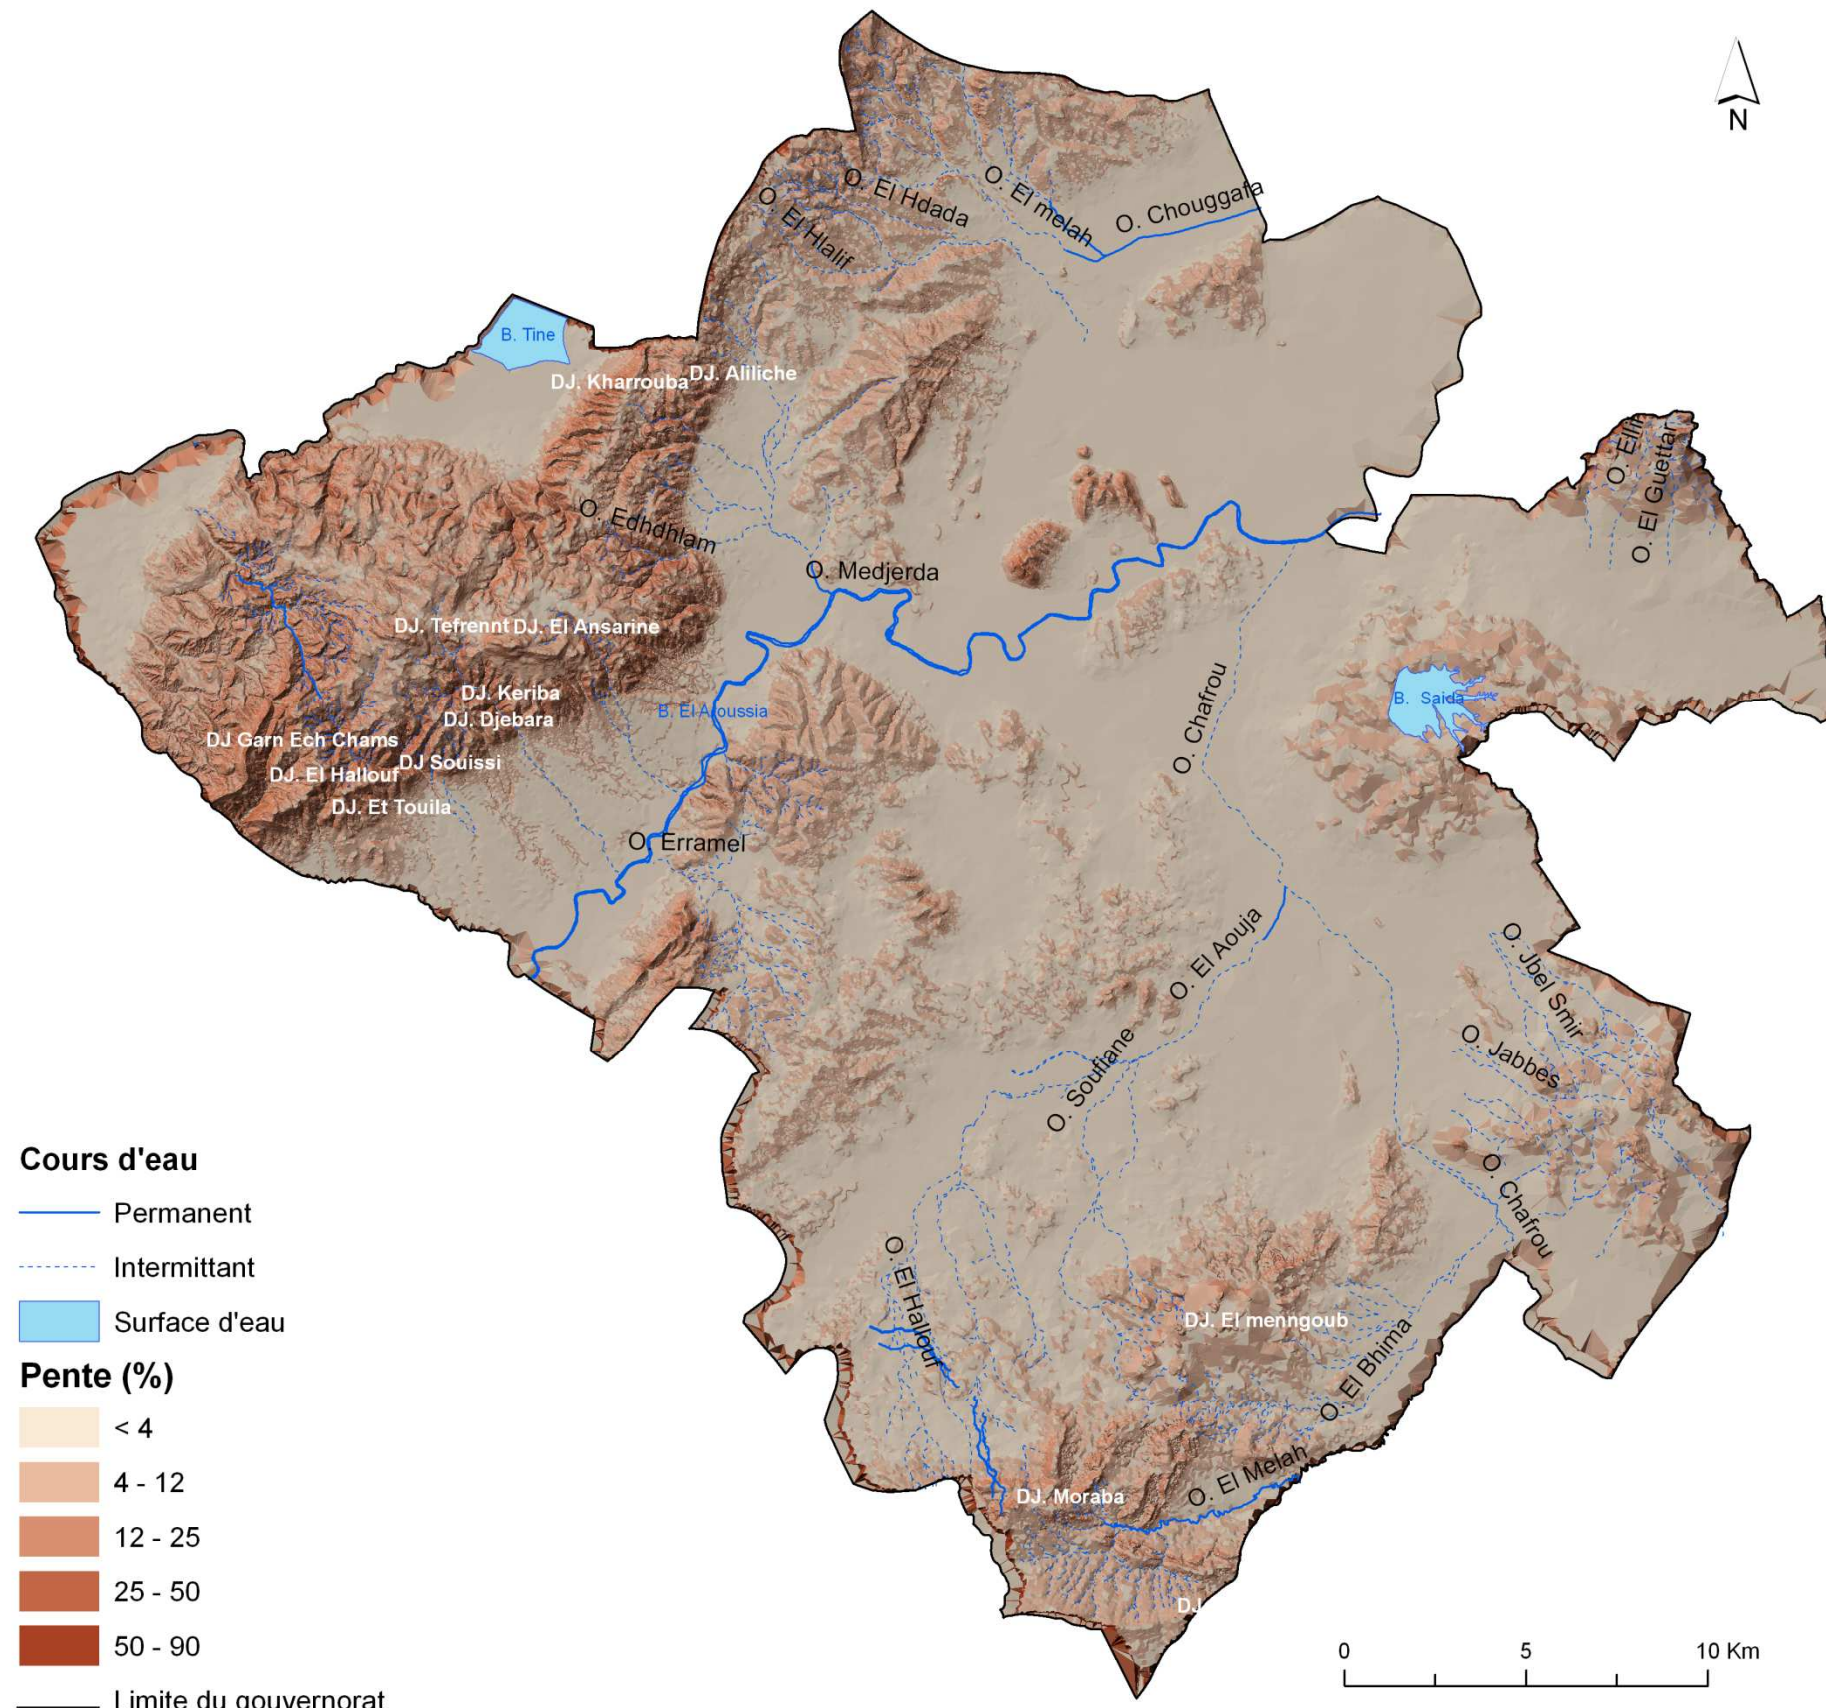 N
O. El Hdada
O. El melah
O. Chouggafa
O. El Hlalif
B. Tine
DJ. Kharrouba
DJ. Aliliche
O. El Guettar
O. Edhdhlam
O. Medjerda
DJ. Tefrennt
DJ. El Ansarine
DJ. Keriba
B. El Aroussia
DJ. Djebara
B. Saida
O. Chafrou
DJ Garn Ech Chams
DJ Souissi
DJ. El Hallouf
DJ. Et Touila
O. Erramel
O. El Aouja
O. Jbel Smir
O. Jabbes
O. Soufiane
O. Chafrou
O. El Hallouf
DJ. El menngoub
O. El Bhima
O. El Melah
DJ. Moraba
DJ.
Cours d'eau
Permanent
Intermittant
Surface d'eau
Pente (%)
< 4
4 - 12
12 - 25
25 - 50
50 - 90
Limite du gouvernorat
0 5 10 Km